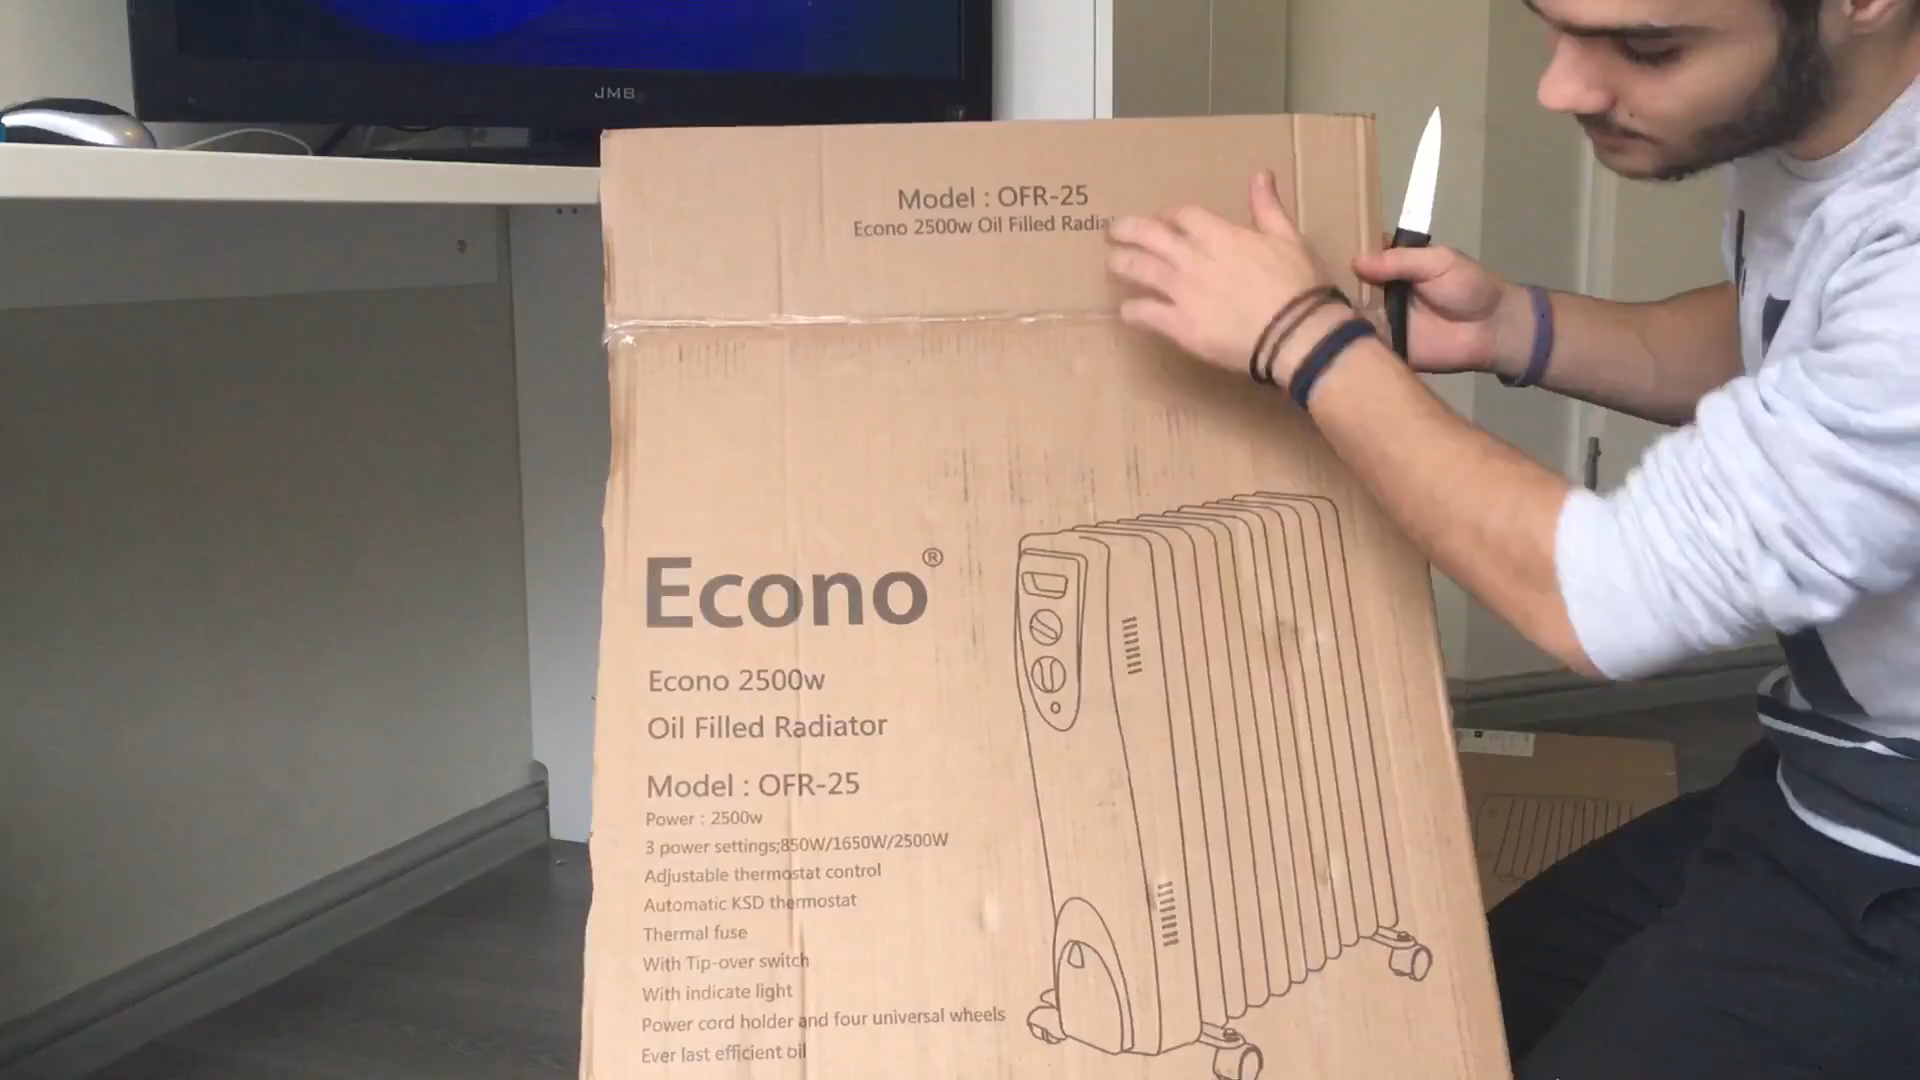 JMB
Model : OFR-25
Econo 2500w Oil Filled
Econo®
Econo 2500w
Oil Filled Radiator
Model : OFR-25
Power : 2500w
3 power settings;850W/1650W/2500W
Adjustable thermostat control
Automatic KSD thermostat
Thermal fuse
With Tip-over switch
With indicate light
Power cord holder and four universal wheels
Ever last efficient oil